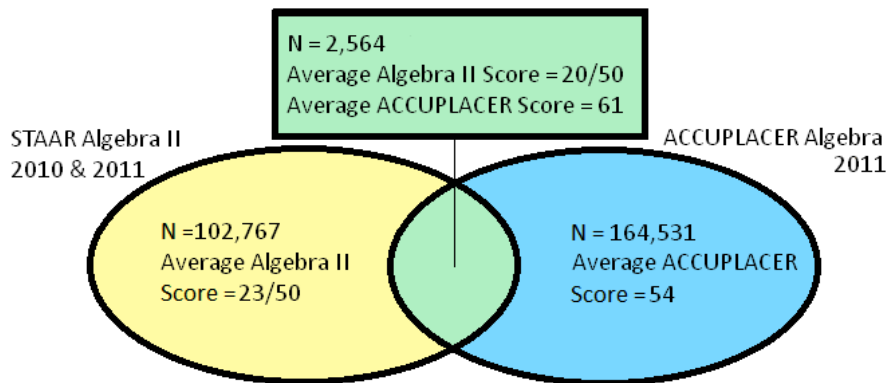 N = 2,564
Average Algebra II Score = 20/50
Average ACCUPLACER Score = 61
STAAR Algebra II
2010 & 2011
ACCUPLACER Algebra
2011
N =102,767
Average Algebra II
Score =23/50
N = 164,531
Average ACCUPLACER
Score = 54